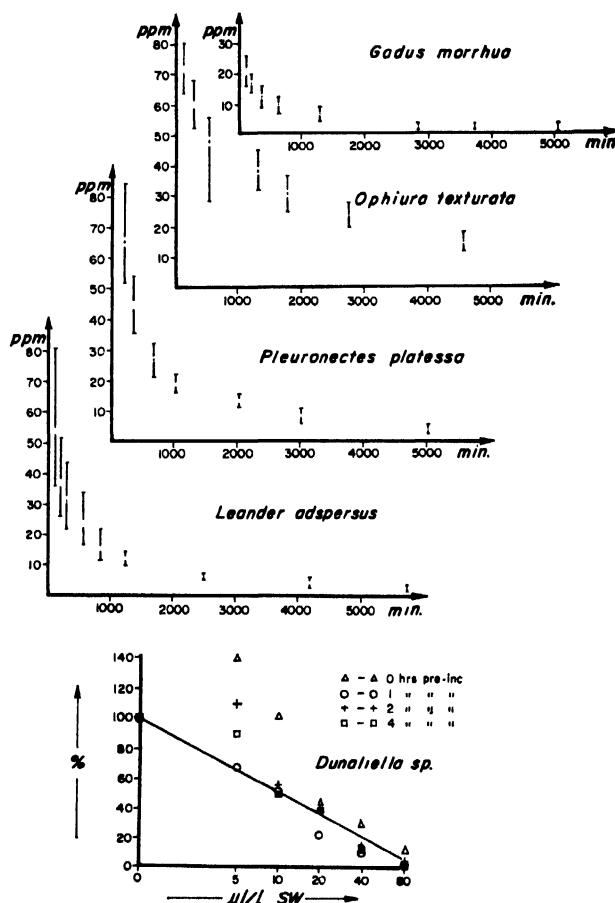 ppm
30
20
10
Gadus morrhua
1000 2000 3000 4000 5000 min.
ppm
80
70
60
50
40
30
20
10
Ophiura texturata
1000 2000 3000 4000 5000 min.
ppm
80
70
60
50
40
30
20
10
Pleuronectes platessa
1000 2000 3000 4000 5000 min.
ppm
80
70
60
50
40
30
20
10
Leander adspersus
1000 2000 3000 4000 5000 min.
140
120
100
80
60
40
20
0
%
△ - △ 0 hrs pre-inc
○ - ○ 1 " " "
+ - + 2 " " "
□ - □ 4 " " "
Dunaliella sp.
0 5 10 20 40 80
µl/L SW